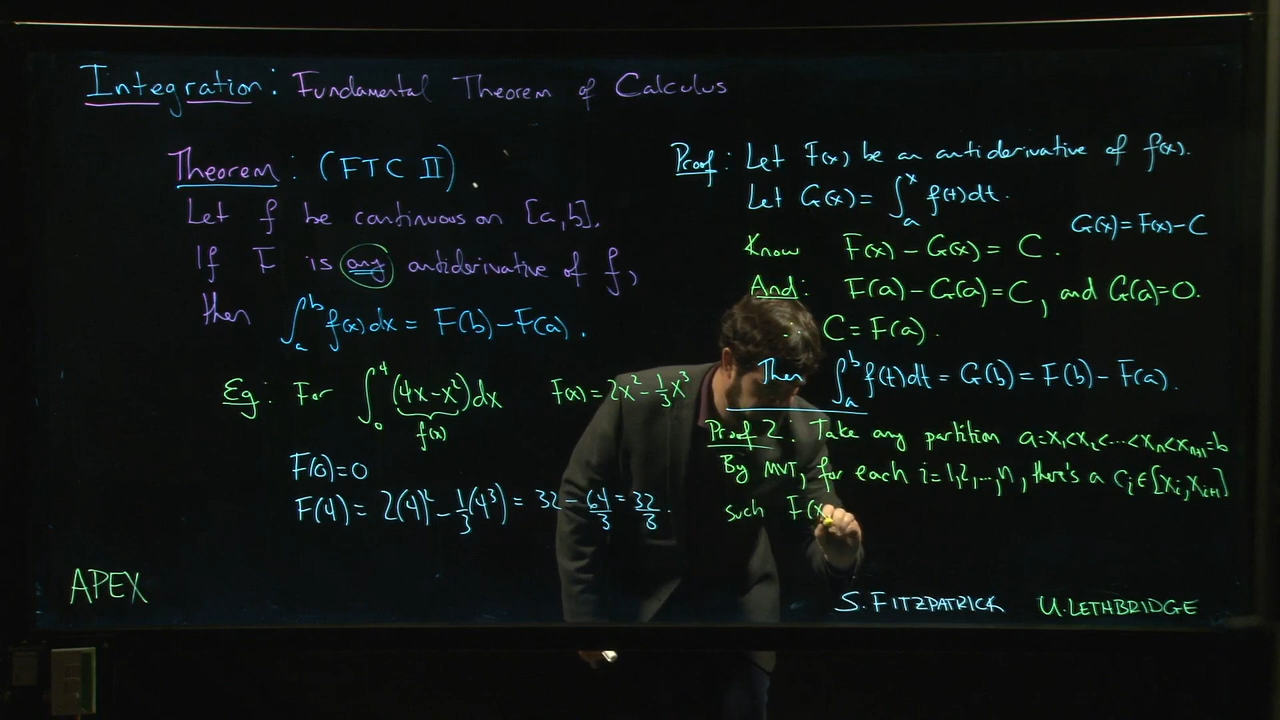 Integration: Fundamental Theorem of Calculus
Theorem: (FTC II)
Let f be continuous on [a,b].
If F is any antiderivative of f,
then ∫_a^b f(x)dx = F(b)-F(a).
Eg: For ∫_0^4 (4x-x²)dx F(x)=2x²-1/3x³
f(x)
F(0)=0
F(4)= 2(4)²-1/3(4³)= 32-64/3=32/3.
APEX
Proof: Let F(x) be an antiderivative of f(x).
Let G(x)= ∫_a^x f(t)dt.
G(x)=F(x)-C
Know F(x)-G(x)= C.
And: F(a)-G(a)=C, and G(a)=0.
∴ C=F(a).
Then ∫_a^b f(t)dt = G(b)= F(b)-F(a).
Proof 2: Take any partition a=x₁<x₂<...<xₙ<xₙ₊₁=b
By MVT, for each i=1,2,...,n, there's a cᵢ∈[xᵢ,xᵢ₊₁]
such F(x
S. FITZPATRICK U. LETHBRIDGE